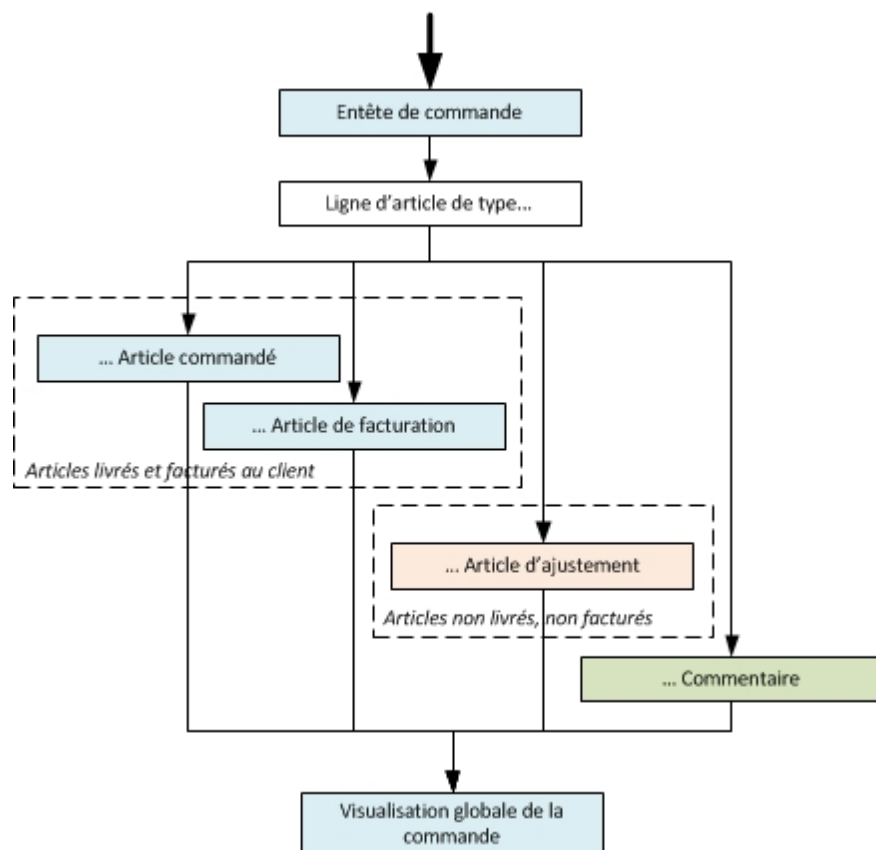 Entête de commande
Ligne d'article de type...
... Article commandé
... Article de facturation
Articles livrés et facturés au client
... Article d'ajustement
Articles non livrés, non facturés
... Commentaire
Visualisation globale de la
commande